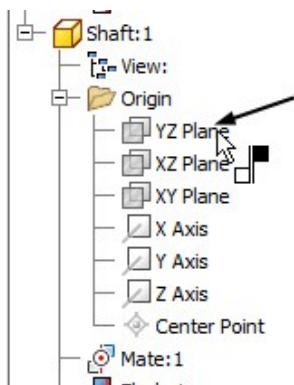 Shaft:1
View:
Origin
YZ Plane
XZ Plane
XY Plane
X Axis
Y Axis
Z Axis
Center Point
Mate:1